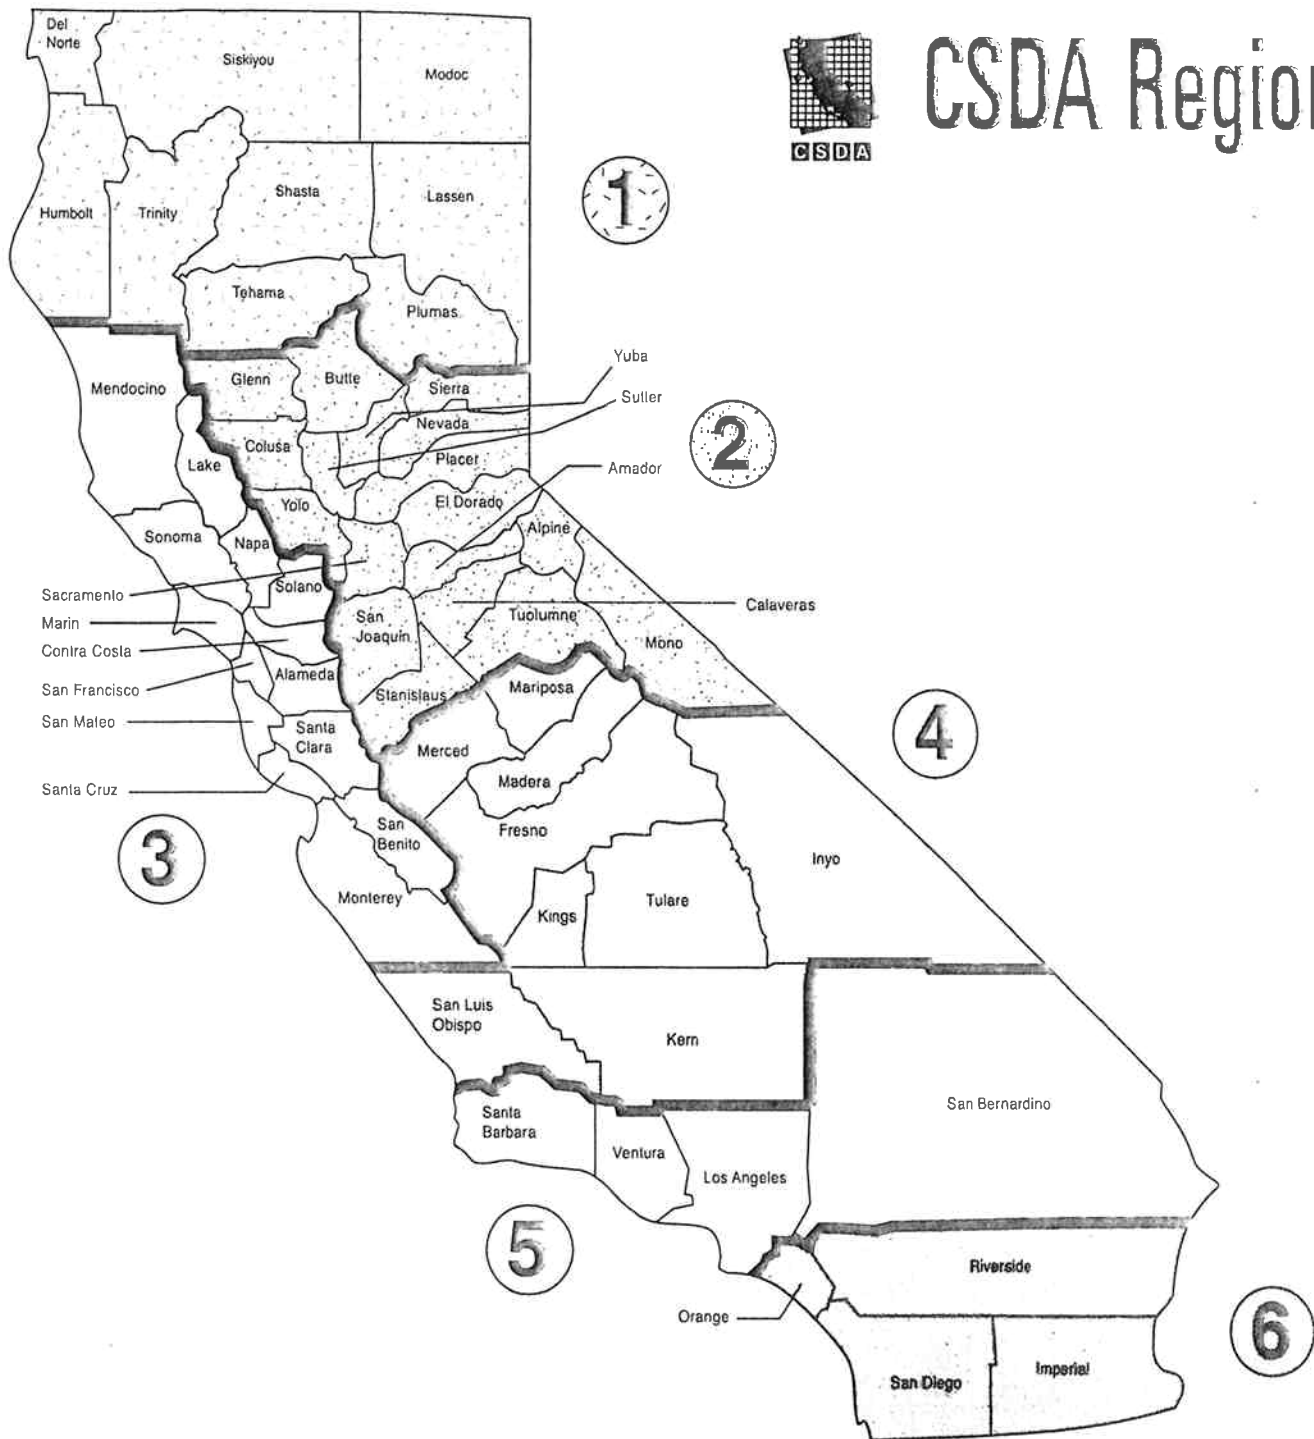 CSDA Region
CSDA
Del
Norte
Siskiyou
Modoc
1
Humbolt
Trinity
Shasta
Lassen
Tehama
Plumas
Mendocino
Glenn
Butte
Sierra
Yuba
Sutter
Nevada
2
Colusa
Placer
Lake
Amador
Yolo
El Dorado
Sonoma
Napa
Alpine
Sacramento
Solano
Calaveras
Marin
San
Joaquin
Tuolumne
Mono
Contra Costa
Alameda
San Francisco
Stanislaus
Mariposa
San Mateo
Santa
Clara
Merced
4
Santa Cruz
Madera
San
Benito
Fresno
3
Inyo
Monterey
Kings
Tulare
San Luis
Obispo
Kern
Santa
Barbara
San Bernardino
Ventura
Los Angeles
5
Riverside
Orange
6
San Diego
Imperial